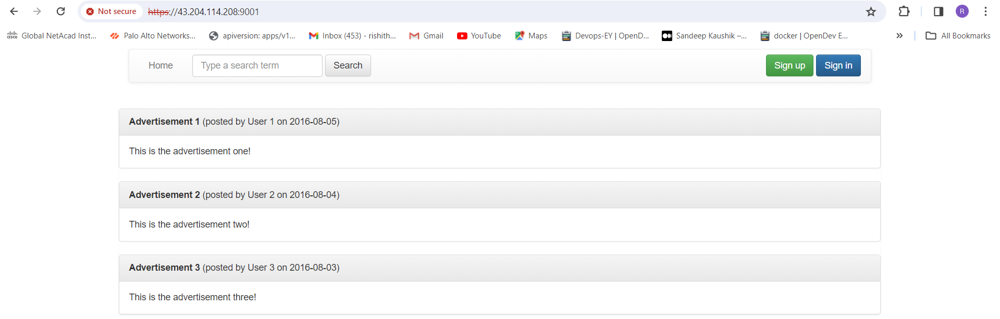 Not secure https://43.204.114.208:9001 R
Global NetAcad Inst... Palo Alto Networks... apiversion: apps/v1... Inbox (453) - rishith... Gmail YouTube Maps Devops-EY | OpenD... Sandeep Kaushik –... docker | OpenDev E... » All Bookmarks
Home Type a search term Search Sign up Sign in
Advertisement 1 (posted by User 1 on 2016-08-05)
This is the advertisement one!
Advertisement 2 (posted by User 2 on 2016-08-04)
This is the advertisement two!
Advertisement 3 (posted by User 3 on 2016-08-03)
This is the advertisement three!